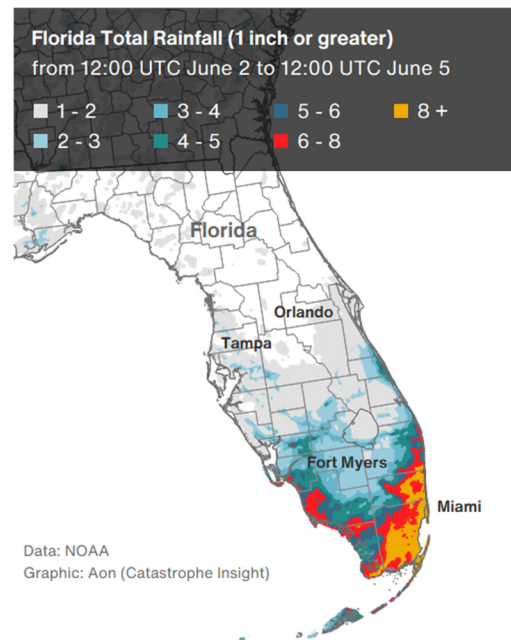 Florida Total Rainfall (1 inch or greater)
from 12:00 UTC June 2 to 12:00 UTC June 5
1 - 2 3 - 4 5 - 6 8 +
2 - 3 4 - 5 6 - 8
Florida
Orlando
Tampa
Fort Myers
Miami
Data: NOAA
Graphic: Aon (Catastrophe Insight)